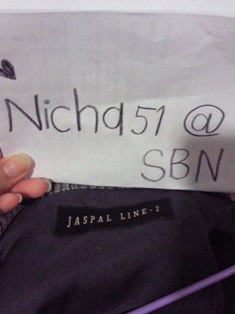 Nicha51 @
SBN
JASPAL LINE-2